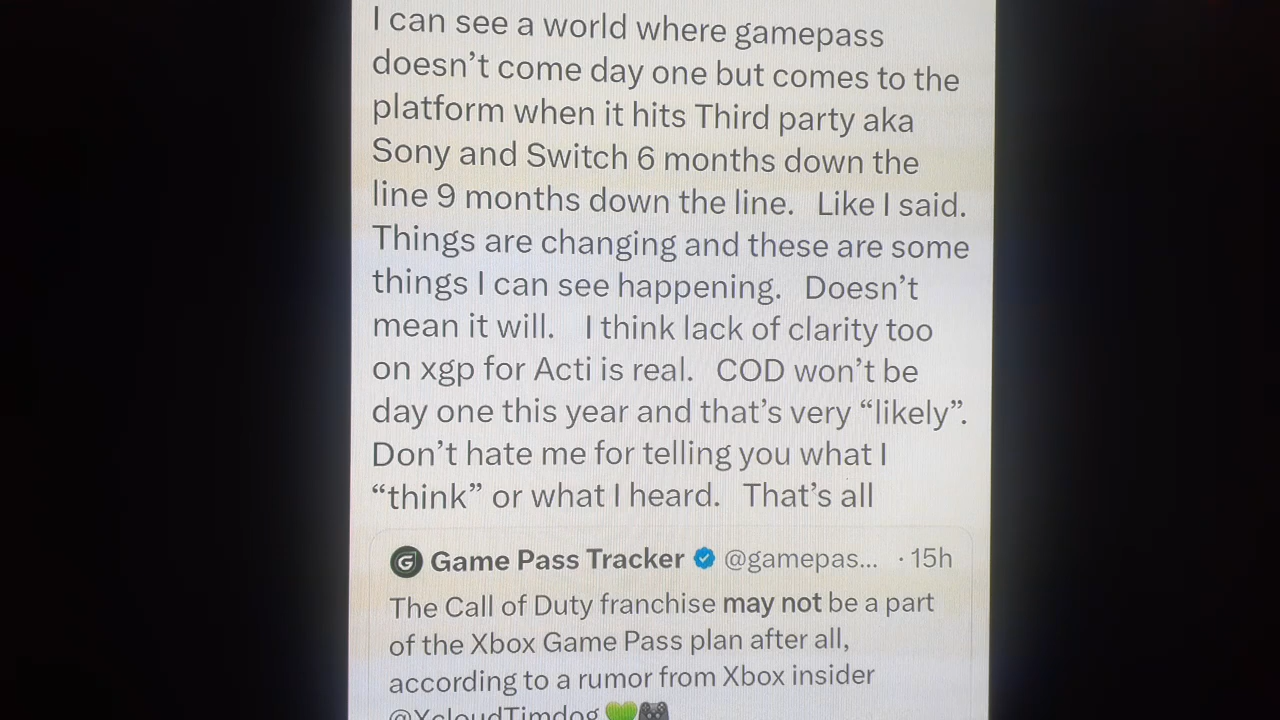 I can see a world where gamepass
doesn't come day one but comes to the
platform when it hits Third party aka
Sony and Switch 6 months down the
line 9 months down the line.   Like I said.
Things are changing and these are some
things I can see happening.   Doesn't
mean it will.    I think lack of clarity too
on xgp for Acti is real.   COD won't be
day one this year and that's very “likely”.
Don't hate me for telling you what I
“think” or what I heard.   That's all
Game Pass Tracker @gamepas... · 15h
The Call of Duty franchise may not be a part
of the Xbox Game Pass plan after all,
according to a rumor from Xbox insider
@XcloudTimdog 💚🎮